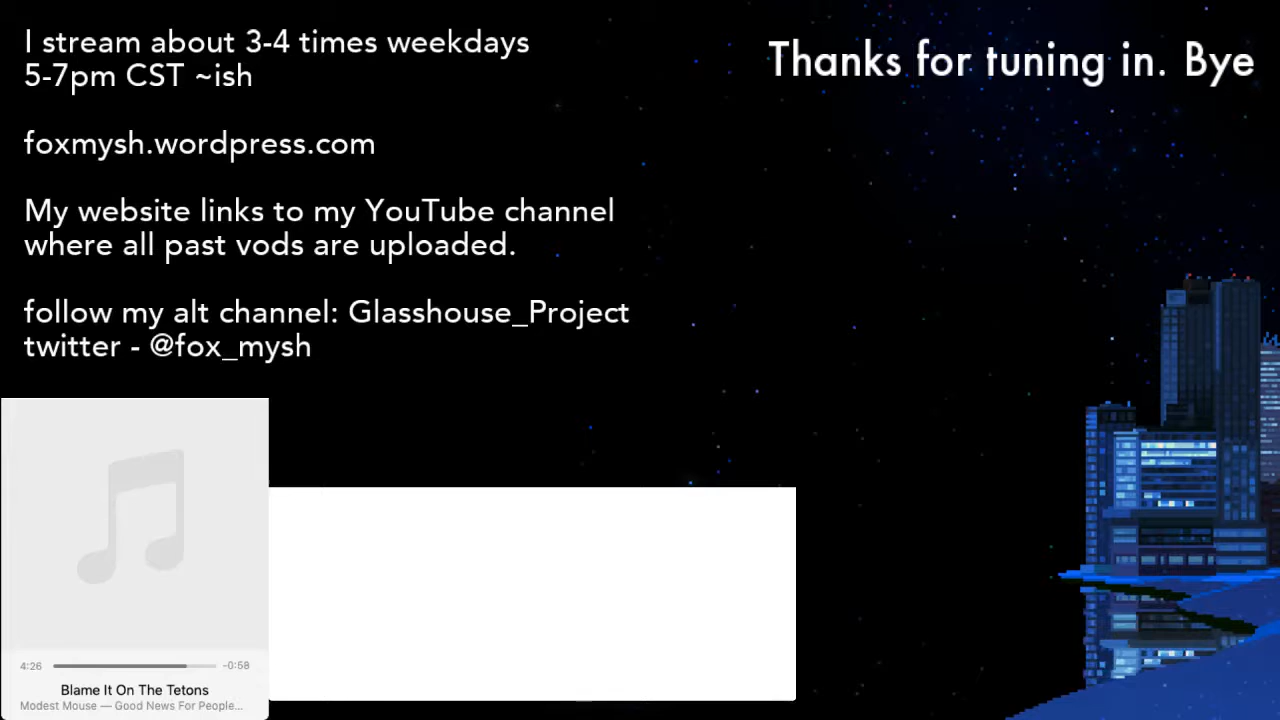 I stream about 3-4 times weekdays
5-7pm CST ~ish
foxmysh.wordpress.com
My website links to my YouTube channel
where all past vods are uploaded.
follow my alt channel: Glasshouse_Project
twitter - @fox_mysh
Thanks for tuning in. Bye
4:26 -0:58
Blame It On The Tetons
Modest Mouse — Good News For People...